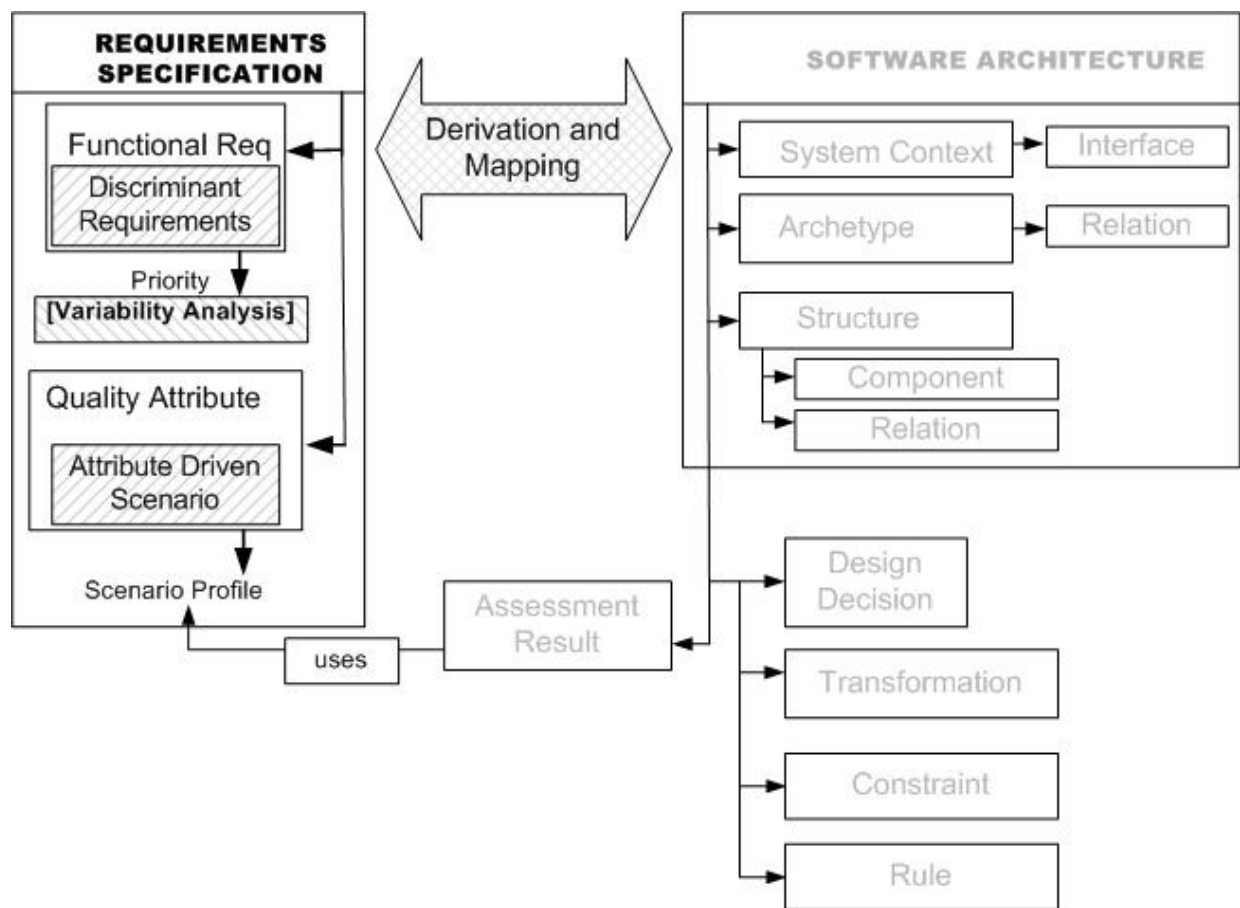 REQUIREMENTS
SPECIFICATION
Functional Req
Discriminant
Requirements
Priority
[Variability Analysis]
Quality Attribute
Attribute Driven
Scenario
Scenario Profile
Derivation and
Mapping
SOFTWARE ARCHITECTURE
System Context
Interface
Archetype
Relation
Structure
Component
Relation
uses
Assessment
Result
Design
Decision
Transformation
Constraint
Rule